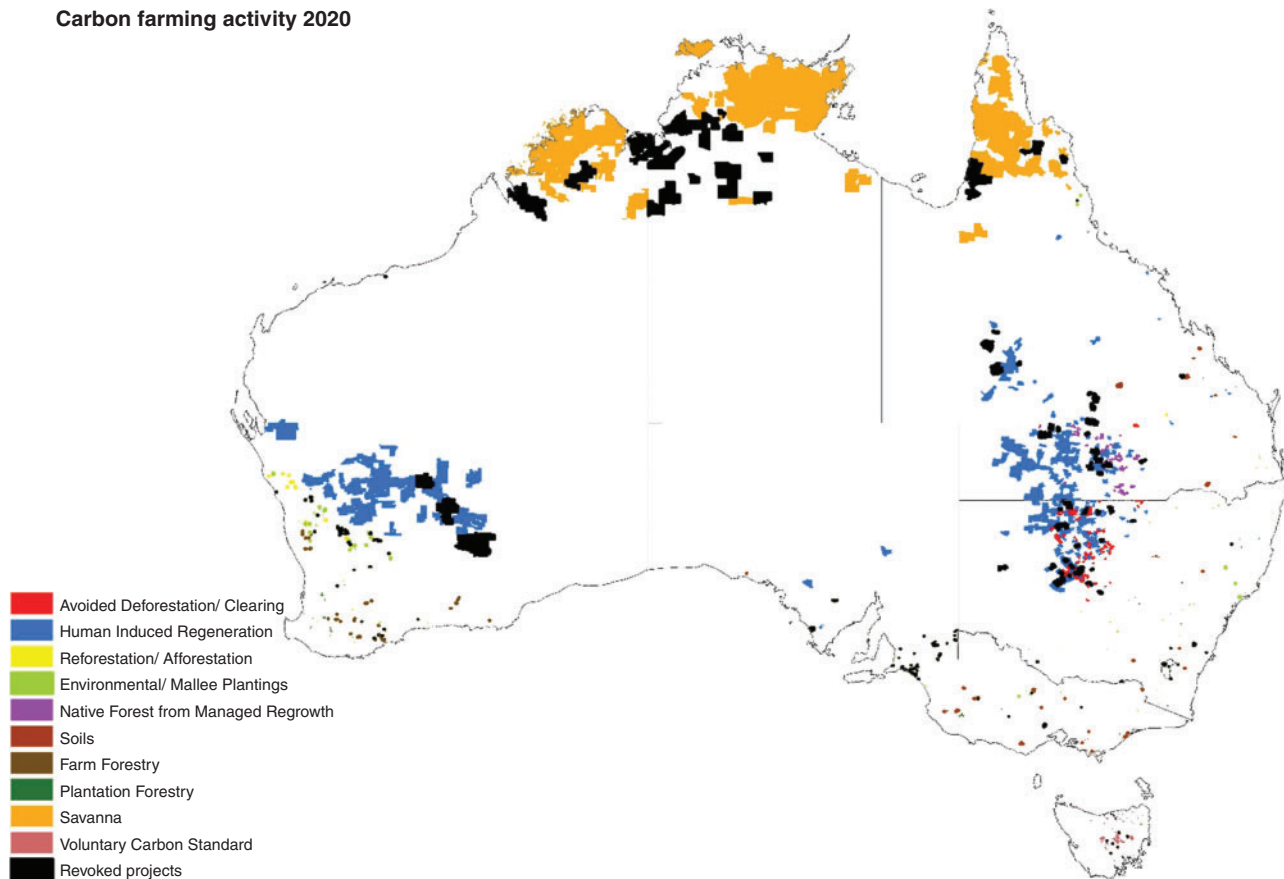 Carbon farming activity 2020
Avoided Deforestation/ Clearing
Human Induced Regeneration
Reforestation/ Afforestation
Environmental/ Mallee Plantings
Native Forest from Managed Regrowth
Soils
Farm Forestry
Plantation Forestry
Savanna
Voluntary Carbon Standard
Revoked projects